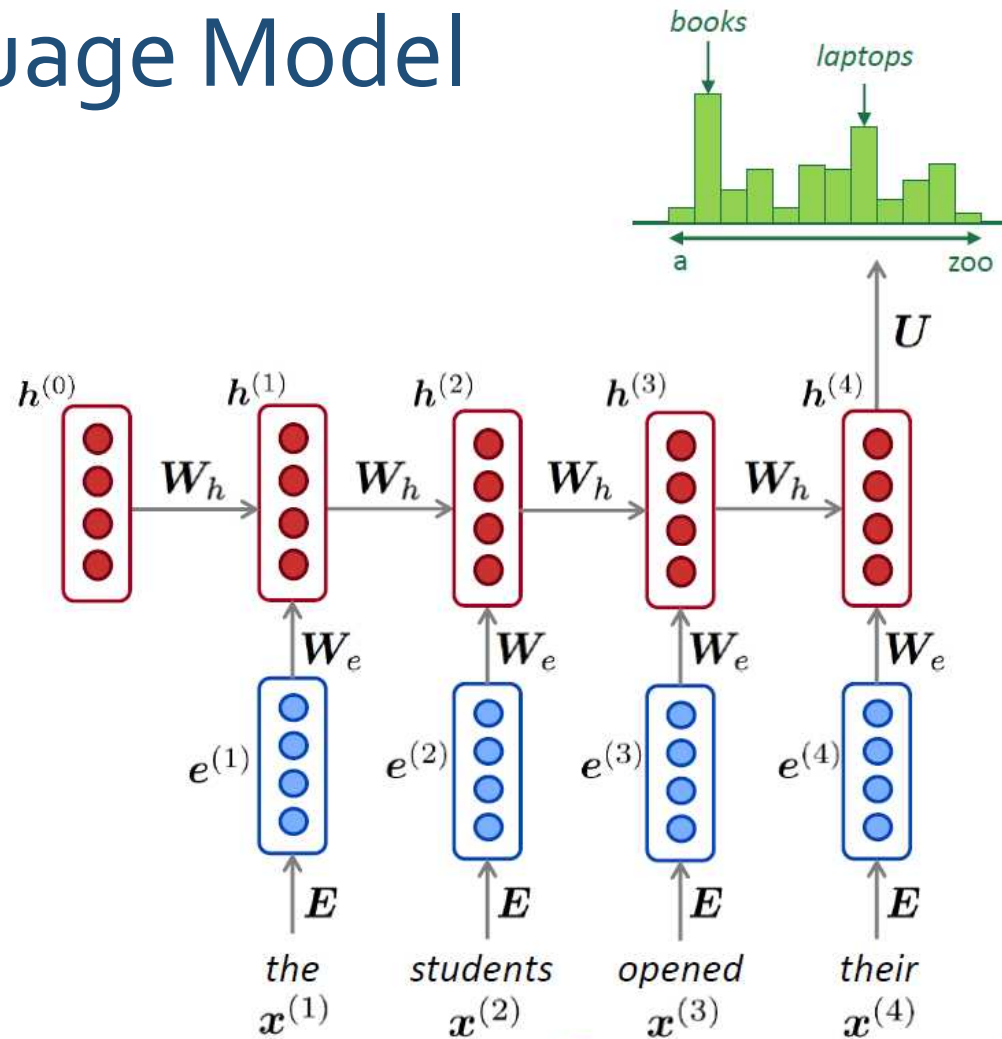 uage Model
books
laptops
a zoo
U
h(0) h(1) h(2) h(3) h(4)
Wh Wh Wh Wh
We We We We
e(1) e(2) e(3) e(4)
E E E E
the students opened their
x(1) x(2) x(3) x(4)